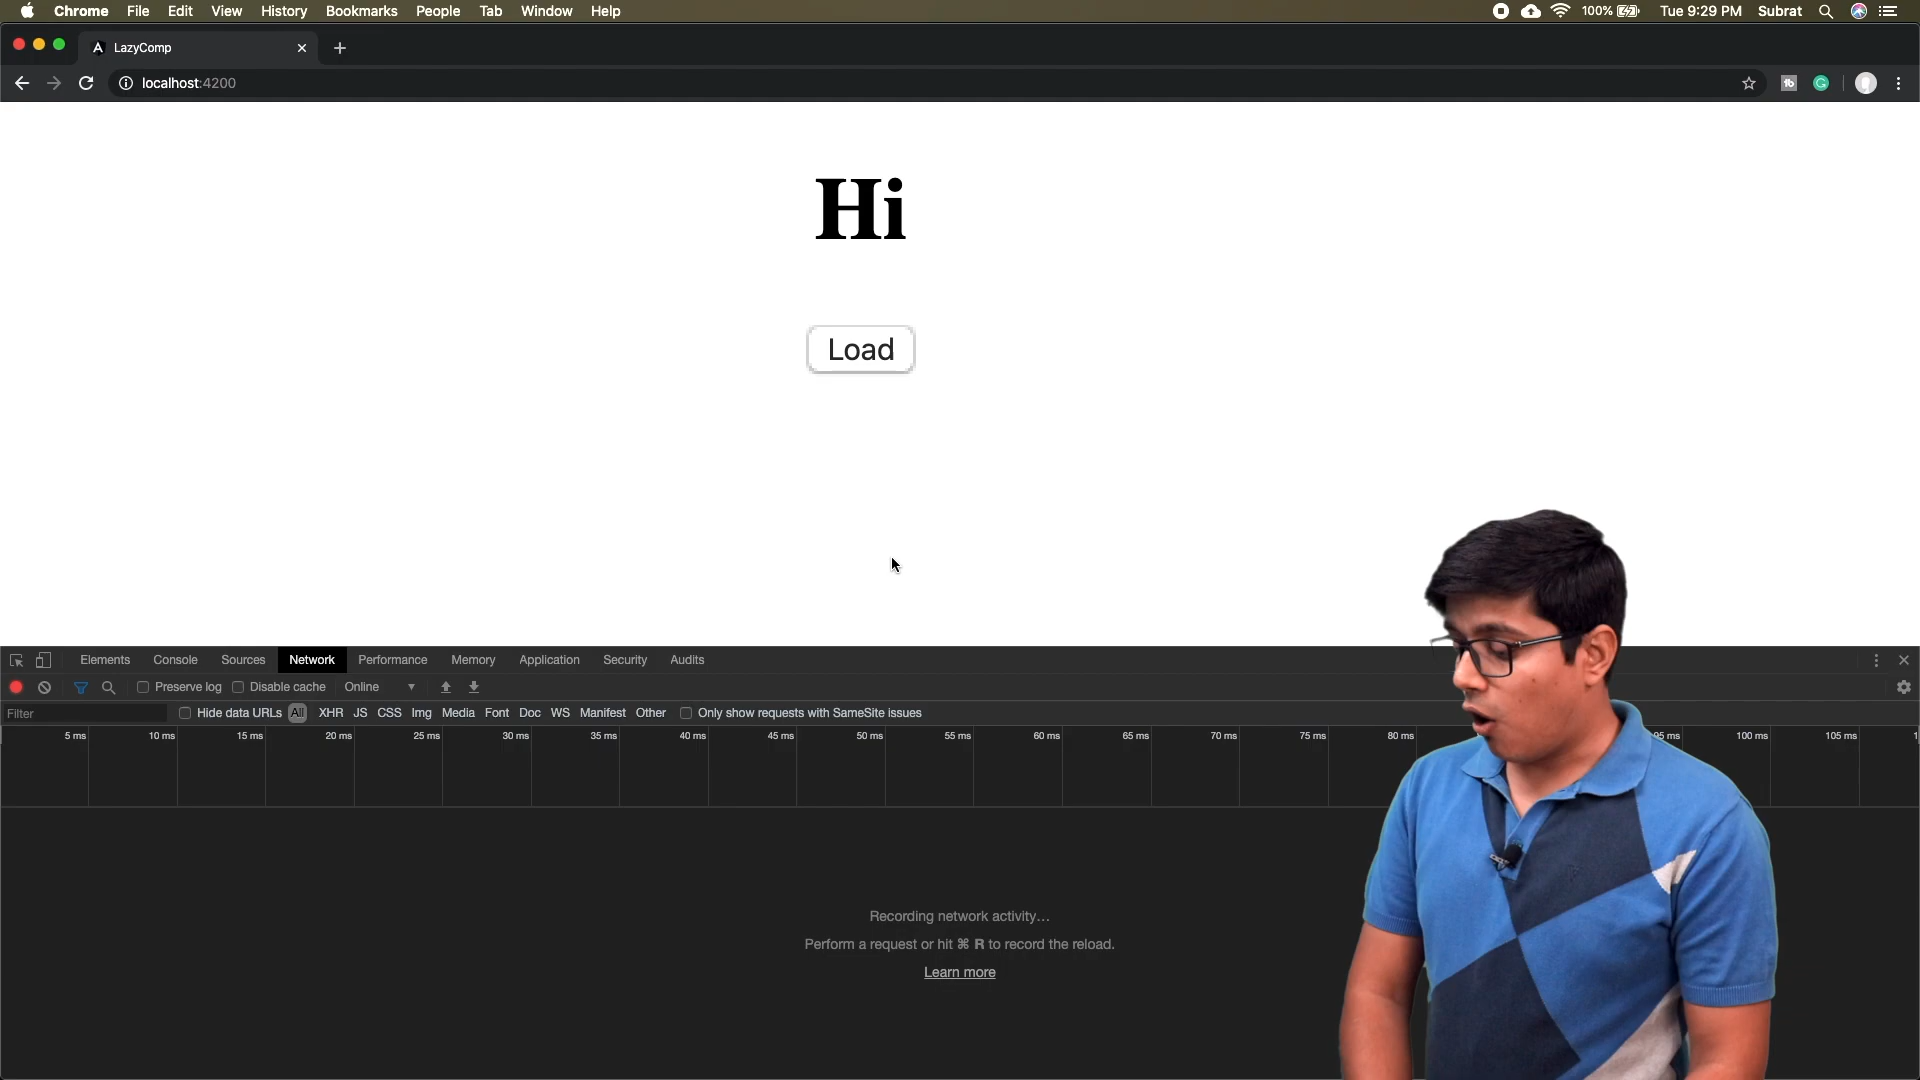 Chrome File Edit View History Bookmarks People Tab Window Help 100% Tue 9:29 PM Subrat
LazyComp
localhost:4200
Hi
Load
Elements Console Sources Network Performance Memory Application Security Audits
Preserve log Disable cache Online
Filter Hide data URLs All XHR JS CSS Img Media Font Doc WS Manifest Other Only show requests with SameSite issues
5 ms 10 ms 15 ms 20 ms 25 ms 30 ms 35 ms 40 ms 45 ms 50 ms 55 ms 60 ms 65 ms 70 ms 75 ms 80 ms 95 ms 100 ms 105 ms
Recording network activity…
Perform a request or hit ⌘ R to record the reload.
Learn more